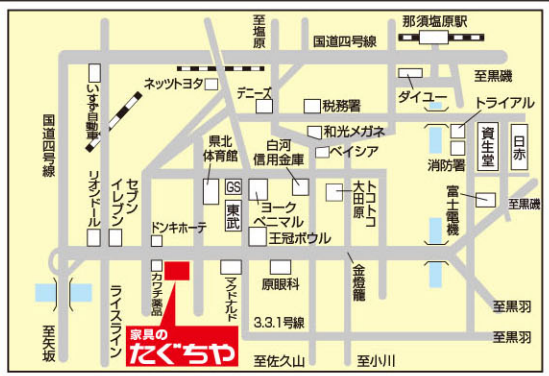 那須塩原駅
至塩原
国道四号線
至黒磯
ネッツトヨタ
いすゞ自動車
デニーズ
税務署
ダイユー
トライアル
国道四号線
和光メガネ
ベイシア
消防署
資生堂
日赤
県北
体育館
白河
信用金庫
セブン
イレブン
リオンドール
GS
東武
ヨーク
ベニマル
トコトコ
大田原
富士電機
至黒磯
ドンキホーテ
王冠ボウル
カワチ薬品
マクドナルド
原眼科
金燈籠
ライスライン
至矢坂
家具の
たぐちや
3.3.1号線
至黒羽
至黒羽
至佐久山
至小川